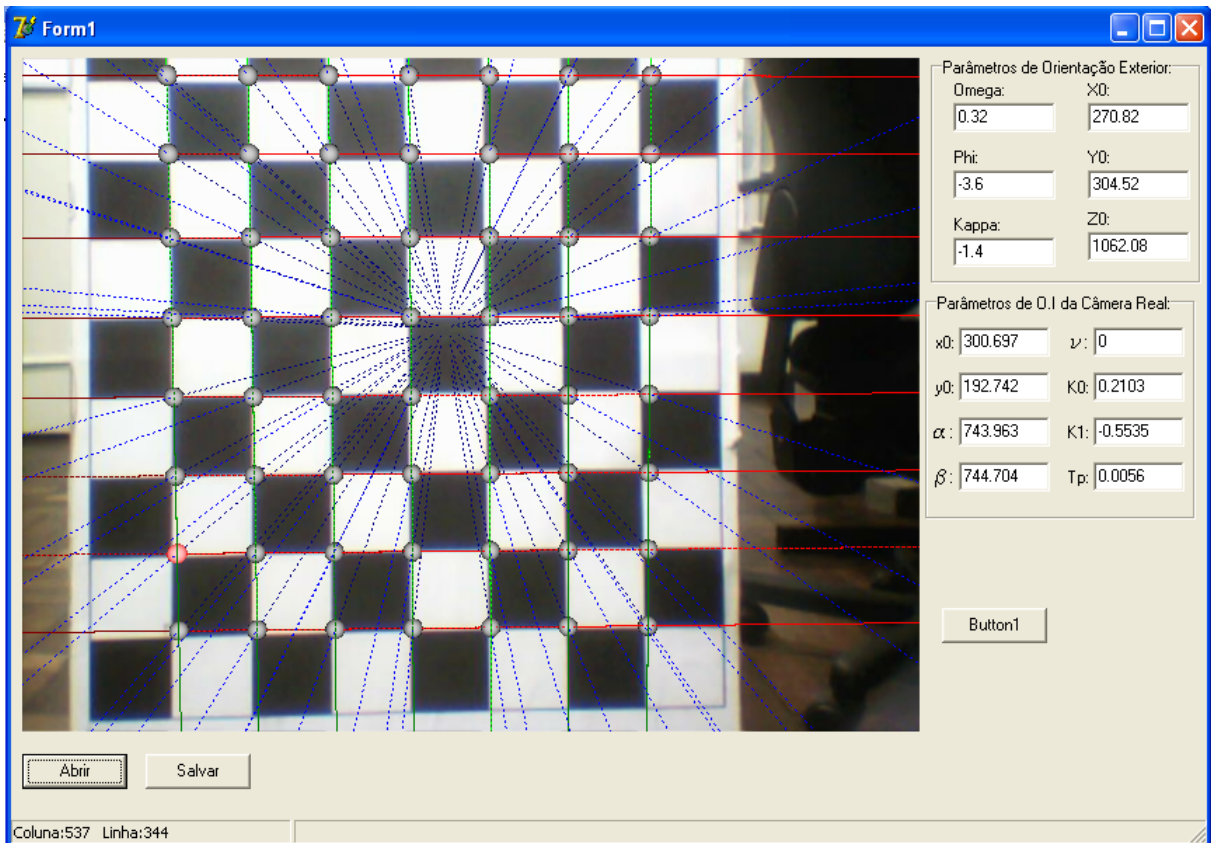 Form1
Parâmetros de Orientação Exterior:
Omega: X0:
0.32 270.82
Phi: Y0:
-3.6 304.52
Kappa: Z0:
-1.4 1062.08
Parâmetros de O.I da Câmera Real:
x0: 300.697 ν: 0
y0: 192.742 K0: 0.2103
α: 743.963 K1: -0.5535
β: 744.704 Tp: 0.0056
Button1
Abrir Salvar
Coluna:537 Linha:344